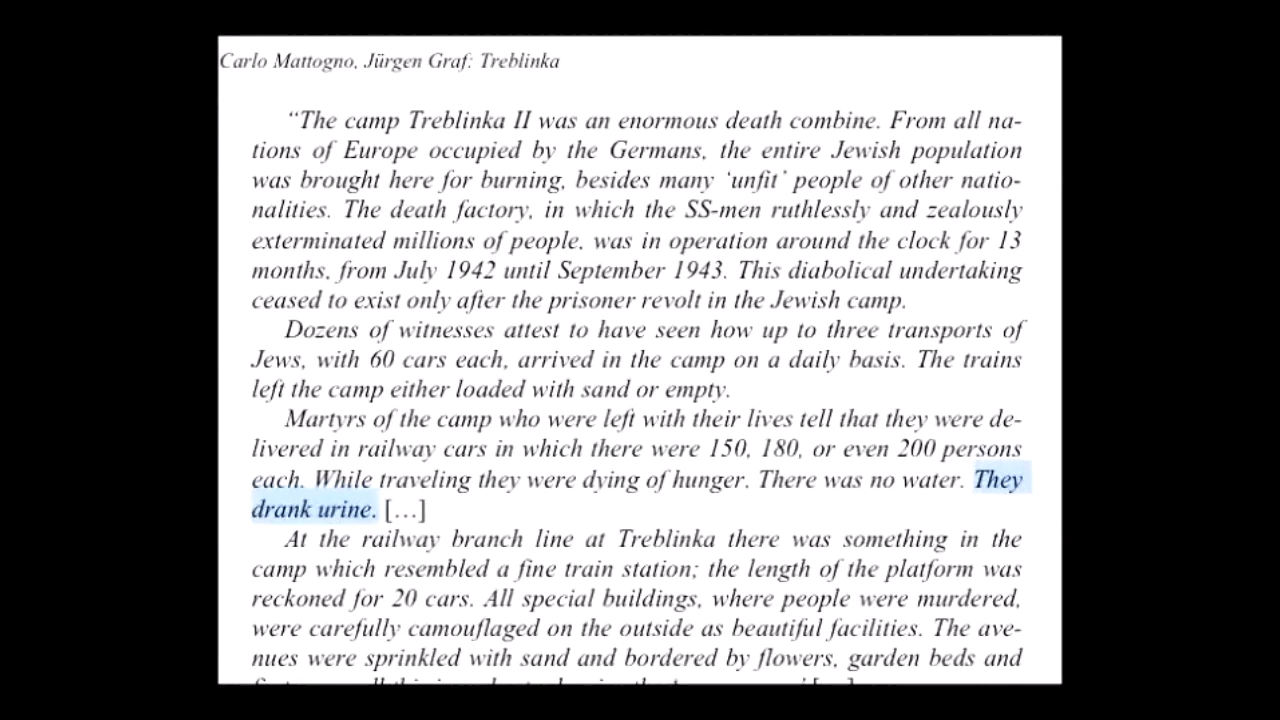 Carlo Mattogno, Jürgen Graf: Treblinka
“The camp Treblinka II was an enormous death combine. From all na-
tions of Europe occupied by the Germans, the entire Jewish population
was brought here for burning, besides many ‘unfit’ people of other natio-
nalities. The death factory, in which the SS-men ruthlessly and zealously
exterminated millions of people, was in operation around the clock for 13
months, from July 1942 until September 1943. This diabolical undertaking
ceased to exist only after the prisoner revolt in the Jewish camp.
Dozens of witnesses attest to have seen how up to three transports of
Jews, with 60 cars each, arrived in the camp on a daily basis. The trains
left the camp either loaded with sand or empty.
Martyrs of the camp who were left with their lives tell that they were de-
livered in railway cars in which there were 150, 180, or even 200 persons
each. While traveling they were dying of hunger. There was no water. They
drank urine. […]
At the railway branch line at Treblinka there was something in the
camp which resembled a fine train station; the length of the platform was
reckoned for 20 cars. All special buildings, where people were murdered,
were carefully camouflaged on the outside as beautiful facilities. The ave-
nues were sprinkled with sand and bordered by flowers, garden beds and